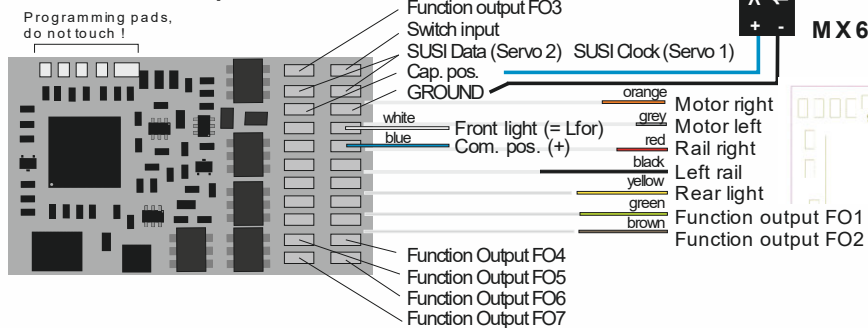 Programming pads,
do not touch !
Function output FO3
Switch input
SUSI Data (Servo 2) SUSI Clock (Servo 1)
Cap. pos.
GROUND
+ -
MX6
white
Front light (= Lfor)
blue
Com. pos. (+)
orange
Motor right
grey
Motor left
red
Rail right
black
Left rail
yellow
Rear light
green
Function output FO1
brown
Function output FO2
Function Output FO4
Function Output FO5
Function Output FO6
Function Output FO7